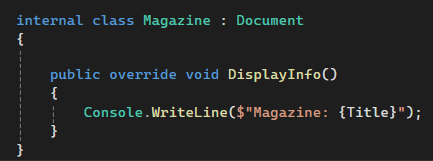 internal class Magazine : Document
{
    public override void DisplayInfo()
    {
        Console.WriteLine($"Magazine: {Title}");
    }
}